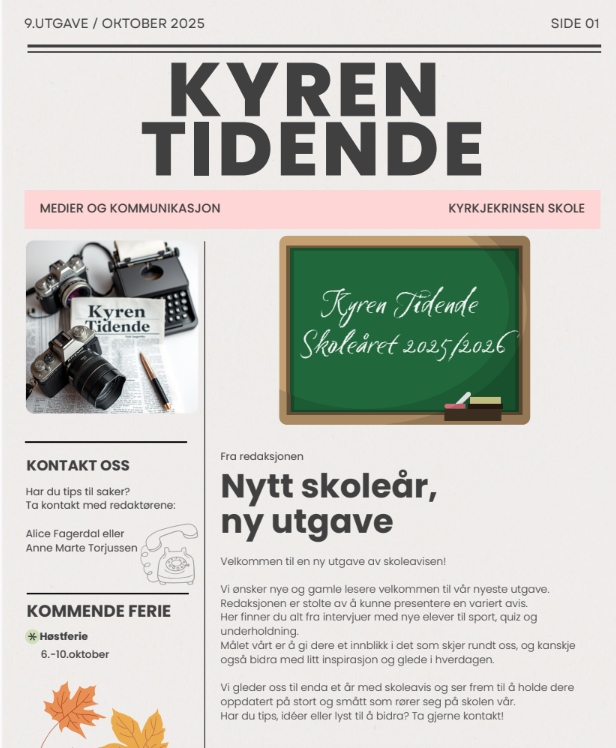 9.UTGAVE / OKTOBER 2025
SIDE 01
KYREN
TIDENDE
MEDIER OG KOMMUNIKASJON
KYRKJEKRINSEN SKOLE
Kyren
Tidende
Kyren Tidende
Skoleåret 2025/2026
KONTAKT OSS
Har du tips til saker?
Ta kontakt med redaktørene:
Alice Fagerdal eller
Anne Marte Torjussen
KOMMENDE FERIE
Høstferie
6.-10.oktober
Fra redaksjonen
Nytt skoleår,
ny utgave
Velkommen til en ny utgave av skoleavisen!
Vi ønsker nye og gamle lesere velkommen til vår nyeste utgave.
Redaksjonen er stolte av å kunne presentere en variert avis.
Her finner du alt fra intervjuer med nye elever til sport, quiz og
underholdning.
Målet vårt er å gi dere et innblikk i det som skjer rundt oss, og kanskje
også bidra med litt inspirasjon og glede i hverdagen.
Vi gleder oss til enda et år med skoleavis og ser frem til å holde dere
oppdatert på stort og smått som rører seg på skolen vår.
Har du tips, idéer eller lyst til å bidra? Ta gjerne kontakt!